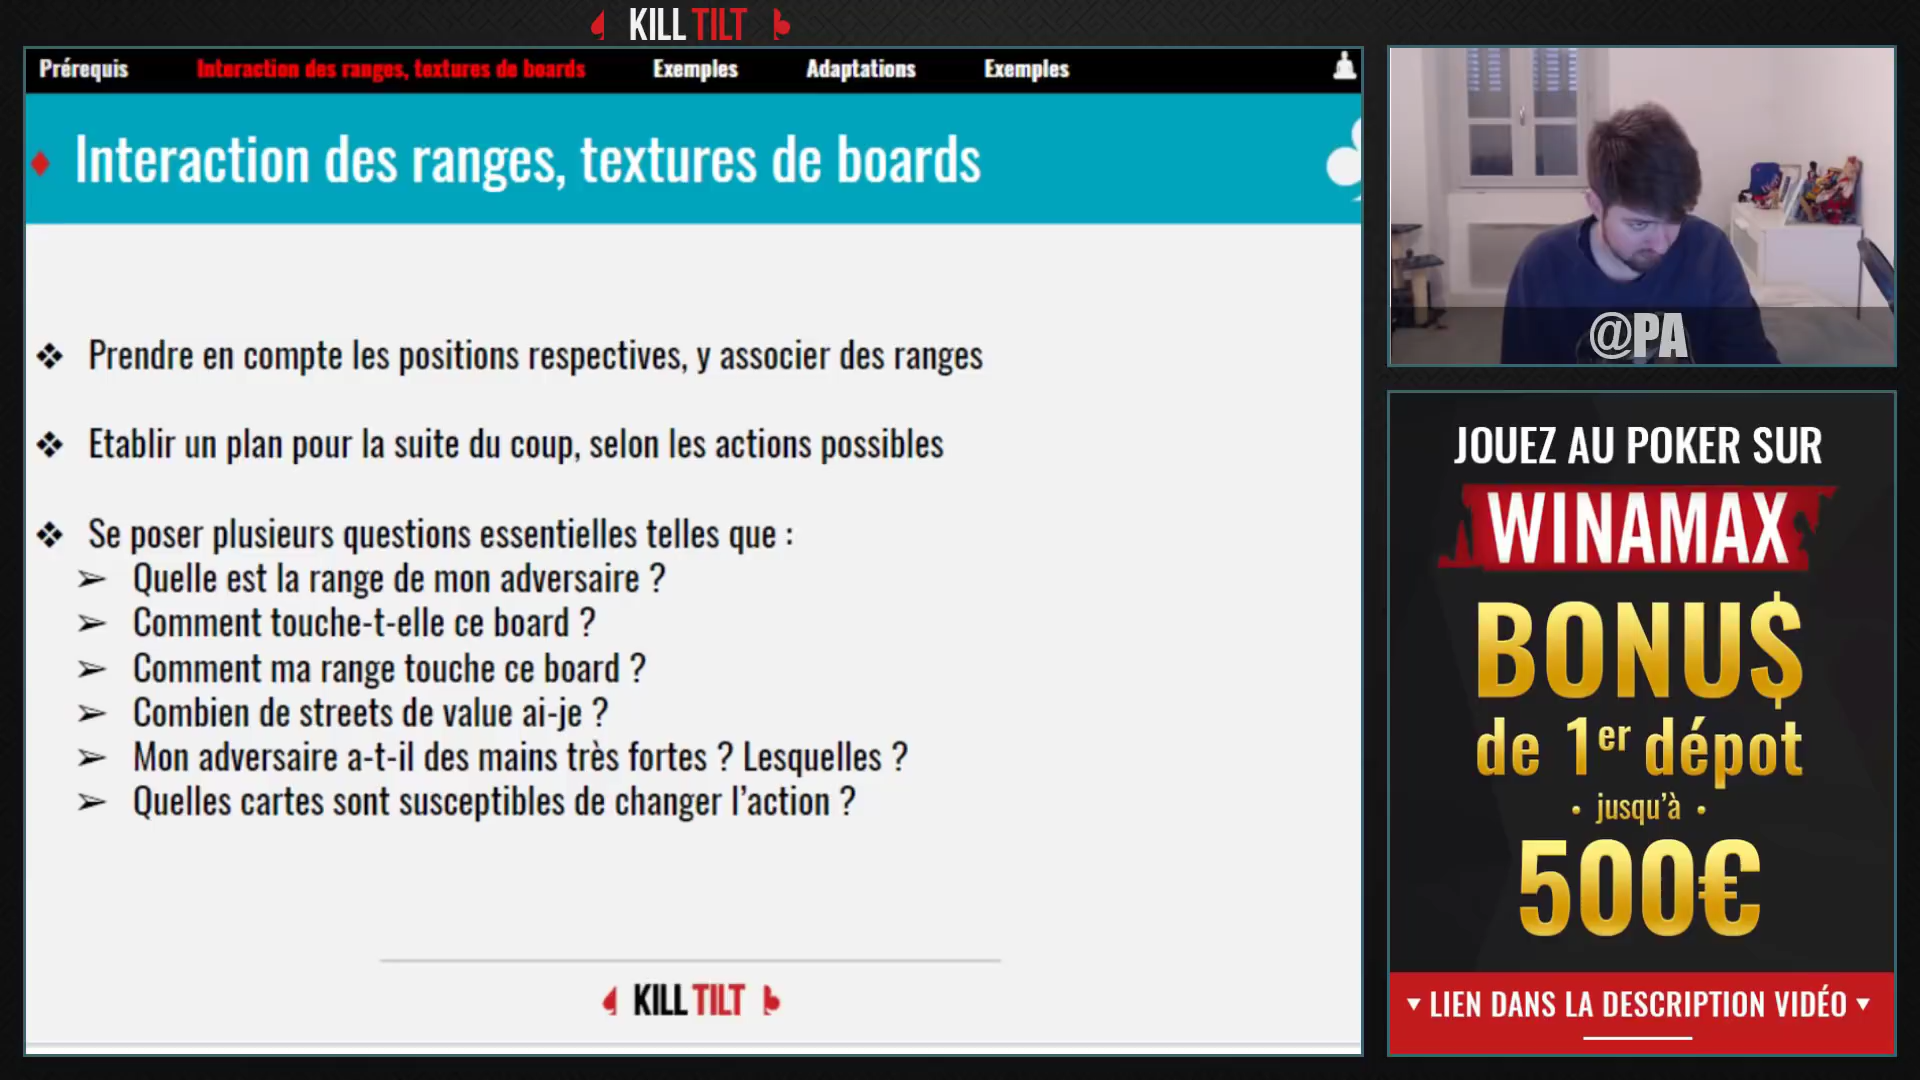 KILL TILT
Prérequis Interaction des ranges, textures de boards Exemples Adaptations Exemples
Interaction des ranges, textures de boards
Prendre en compte les positions respectives, y associer des ranges
Etablir un plan pour la suite du coup, selon les actions possibles
Se poser plusieurs questions essentielles telles que :
Quelle est la range de mon adversaire ?
Comment touche-t-elle ce board ?
Comment ma range touche ce board ?
Combien de streets de value ai-je ?
Mon adversaire a-t-il des mains très fortes ? Lesquelles ?
Quelles cartes sont susceptibles de changer l’action ?
KILL TILT
@PA
JOUEZ AU POKER SUR
WINAMAX
BONU$
de 1er dépot
• jusqu'à •
500€
▼ LIEN DANS LA DESCRIPTION VIDÉO ▼